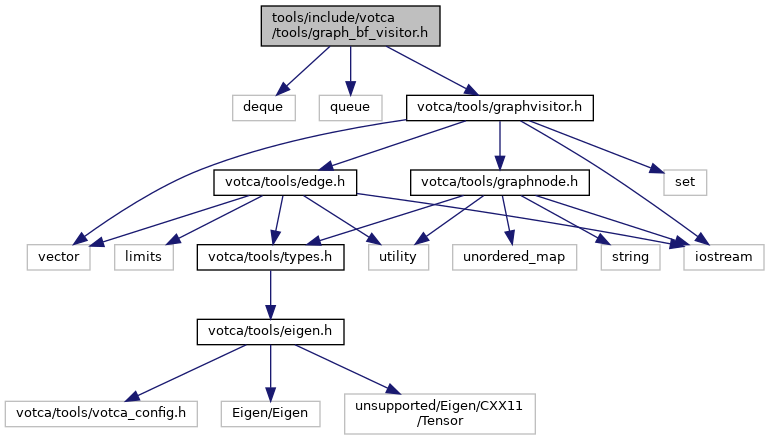 tools/include/votca
/tools/graph_bf_visitor.h
deque
queue
votca/tools/graphvisitor.h
votca/tools/edge.h
votca/tools/graphnode.h
set
vector
limits
votca/tools/types.h
utility
unordered_map
string
iostream
votca/tools/eigen.h
votca/tools/votca_config.h
Eigen/Eigen
unsupported/Eigen/CXX11
/Tensor